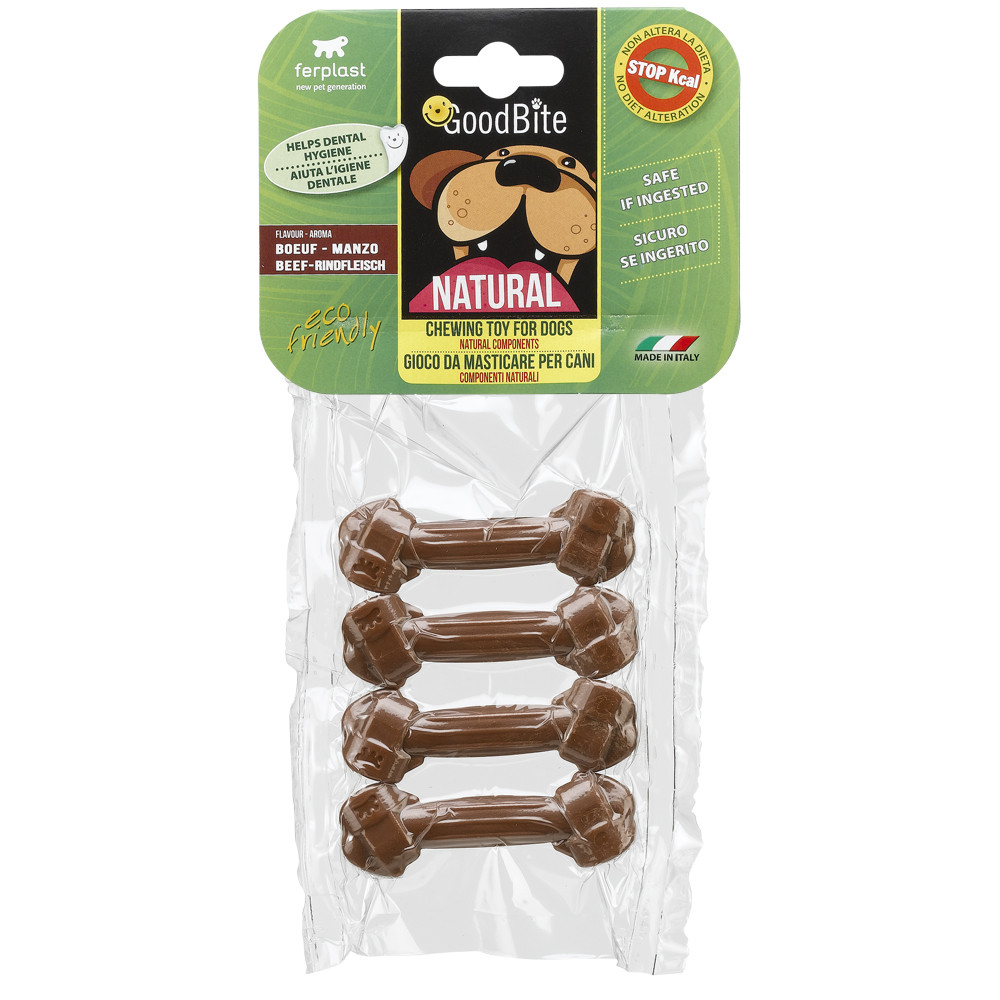 ferplast
new pet generation
GoodBite
NON ALTERA LA DIETA
STOP Kcal
NO DIET ALTERATION
HELPS DENTAL
HYGIENE
AIUTA L'IGIENE
DENTALE
SAFE
IF INGESTED
SICURO
SE INGERITO
FLAVOUR - AROMA
BOEUF - MANZO
BEEF-RINDFLEISCH
eco
friendly
NATURAL
CHEWING TOY FOR DOGS
NATURAL COMPONENTS
GIOCO DA MASTICARE PER CANI
COMPONENTI NATURALI
MADE IN ITALY